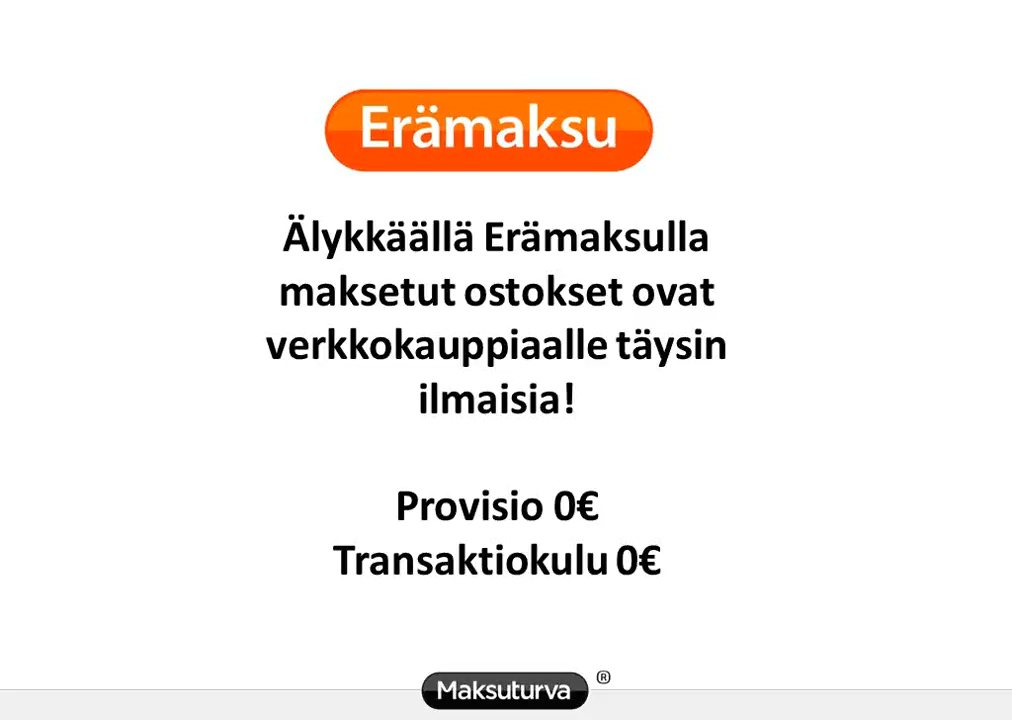 Erämaksu
Älykkäällä Erämaksulla
maksetut ostokset ovat
verkkokauppiaalle täysin
ilmaisia!
Provisio 0€
Transaktiokulu 0€
Maksuturva ®